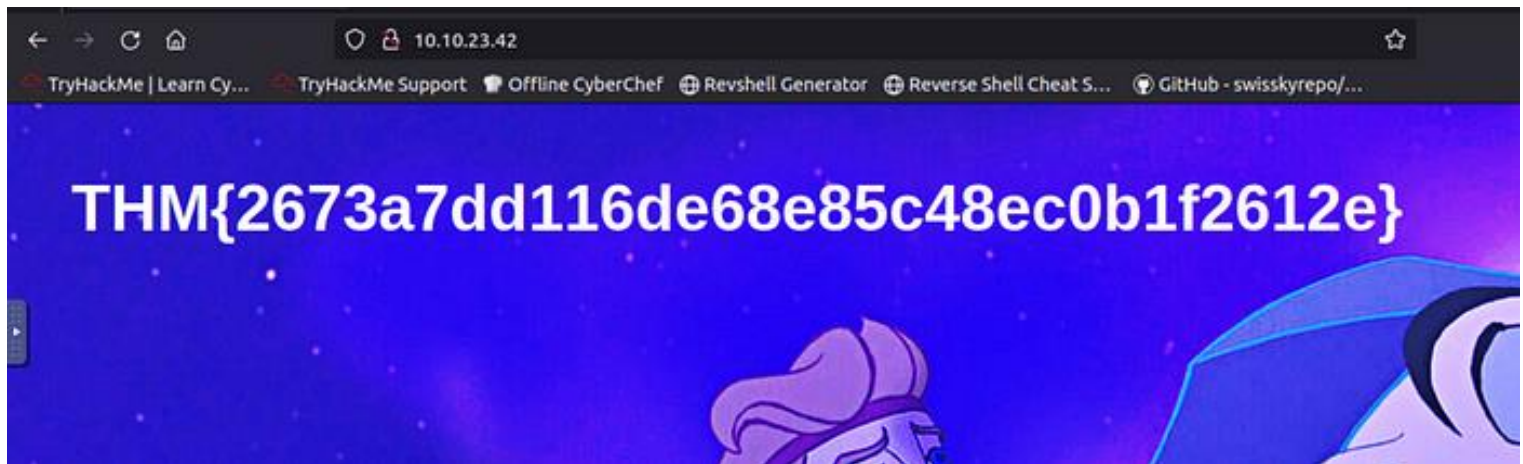 10.10.23.42
TryHackMe | Learn Cy... TryHackMe Support Offline CyberChef Revshell Generator Reverse Shell Cheat S... GitHub - swisskyrepo/...
THM{2673a7dd116de68e85c48ec0b1f2612e}